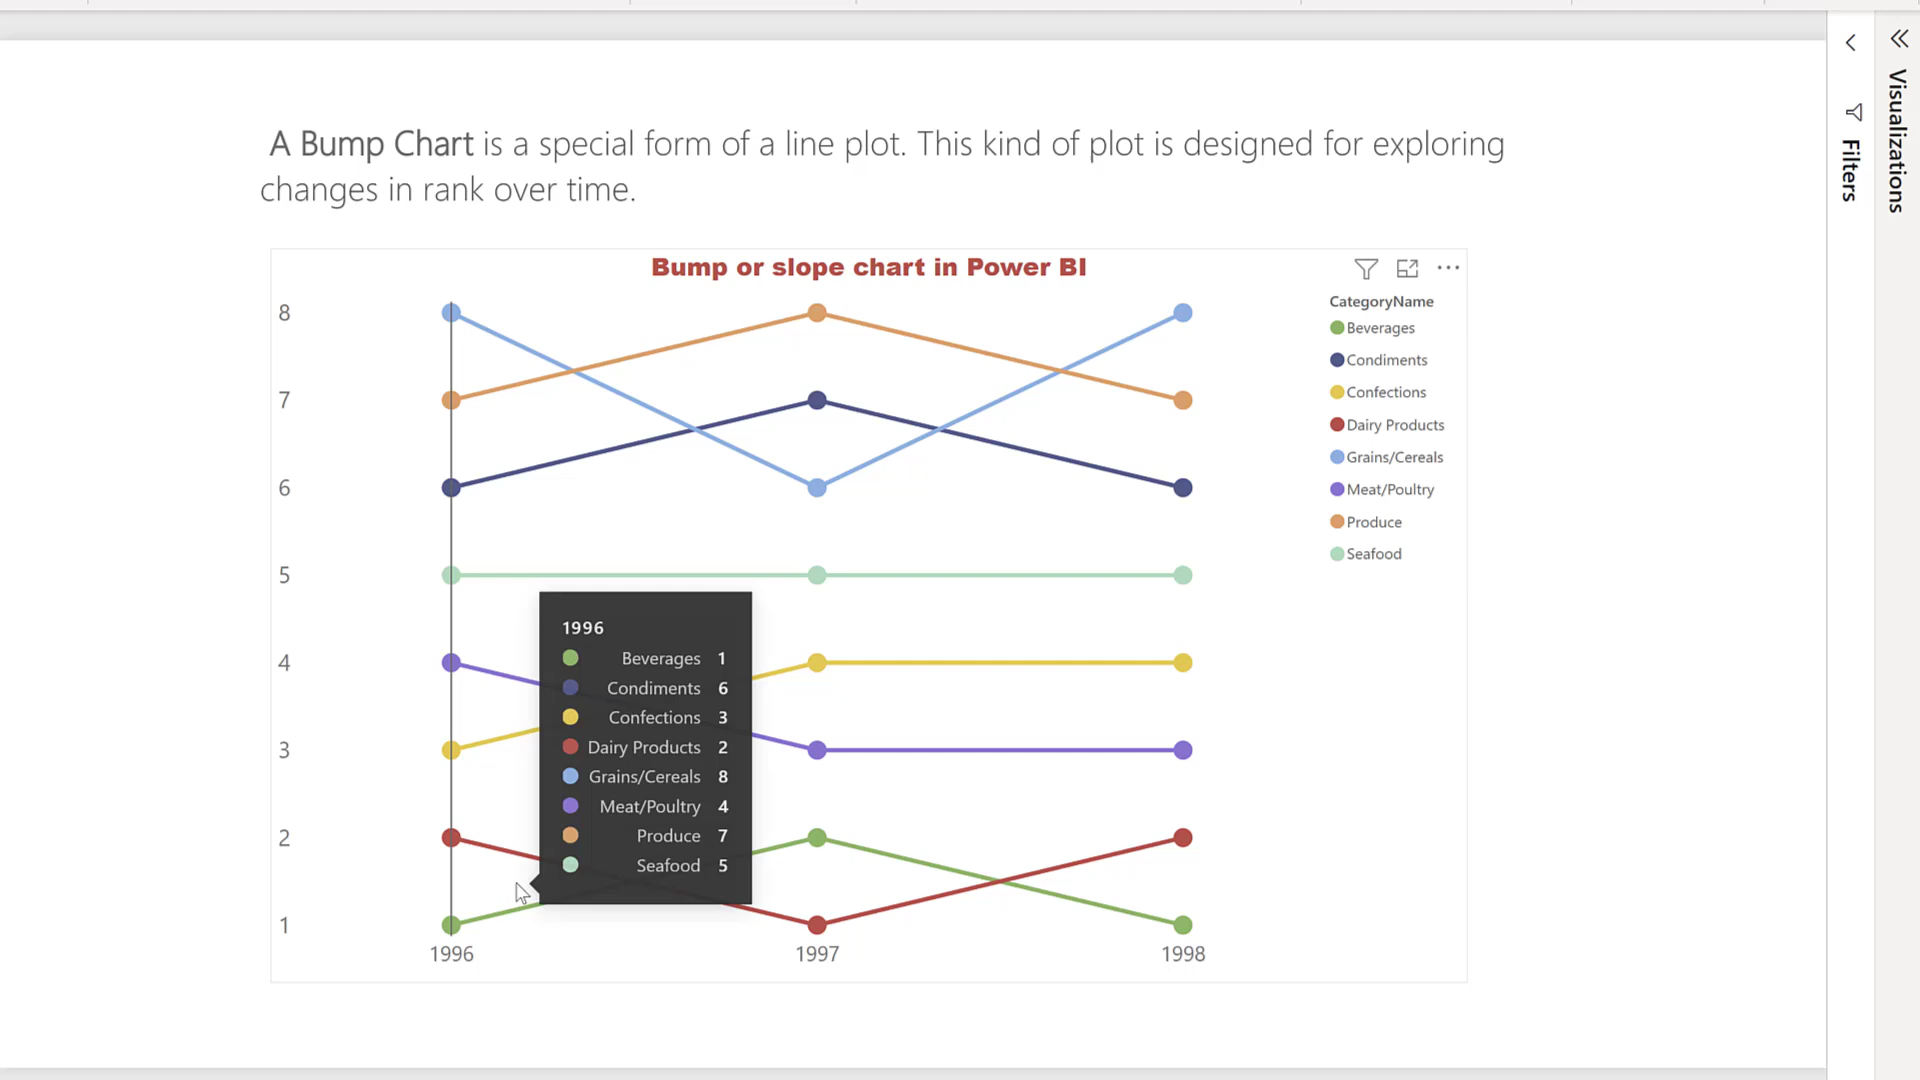 A Bump Chart is a special form of a line plot. This kind of plot is designed for exploring
changes in rank over time.
Bump or slope chart in Power BI
8
7
6
5
4
3
2
1
1996
1997
1998
CategoryName
Beverages
Condiments
Confections
Dairy Products
Grains/Cereals
Meat/Poultry
Produce
Seafood
1996
Beverages 1
Condiments 6
Confections 3
Dairy Products 2
Grains/Cereals 8
Meat/Poultry 4
Produce 7
Seafood 5
Filters
Visualizations